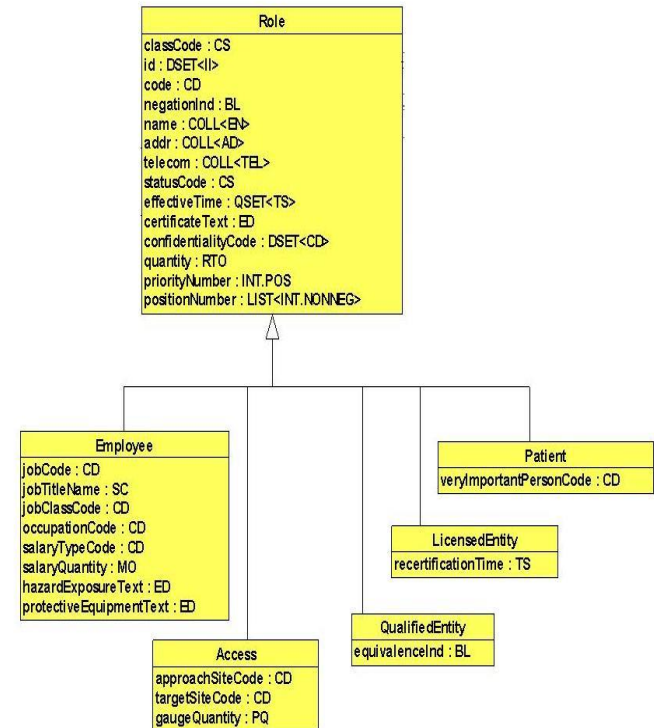 Role
classCode : CS
id : DSET<II>
code : CD
negationInd : BL
name : COLL<EN>
addr : COLL<AD>
telecom : COLL<TEL>
statusCode : CS
effectiveTime : QSET<TS>
certificateText : ED
confidentialityCode : DSET<CD>
quantity : RTO
priorityNumber : INT.POS
positionNumber : LIST<INT.NONNEG>
Employee
jobCode : CD
jobTitleName : SC
jobClassCode : CD
occupationCode : CD
salaryTypeCode : CD
salaryQuantity : MO
hazardExposureText : ED
protectiveEquipmentText : ED
Patient
veryImportantPersonCode : CD
LicensedEntity
recertificationTime : TS
QualifiedEntity
equivalenceInd : BL
Access
approachSiteCode : CD
targetSiteCode : CD
gaugeQuantity : PQ